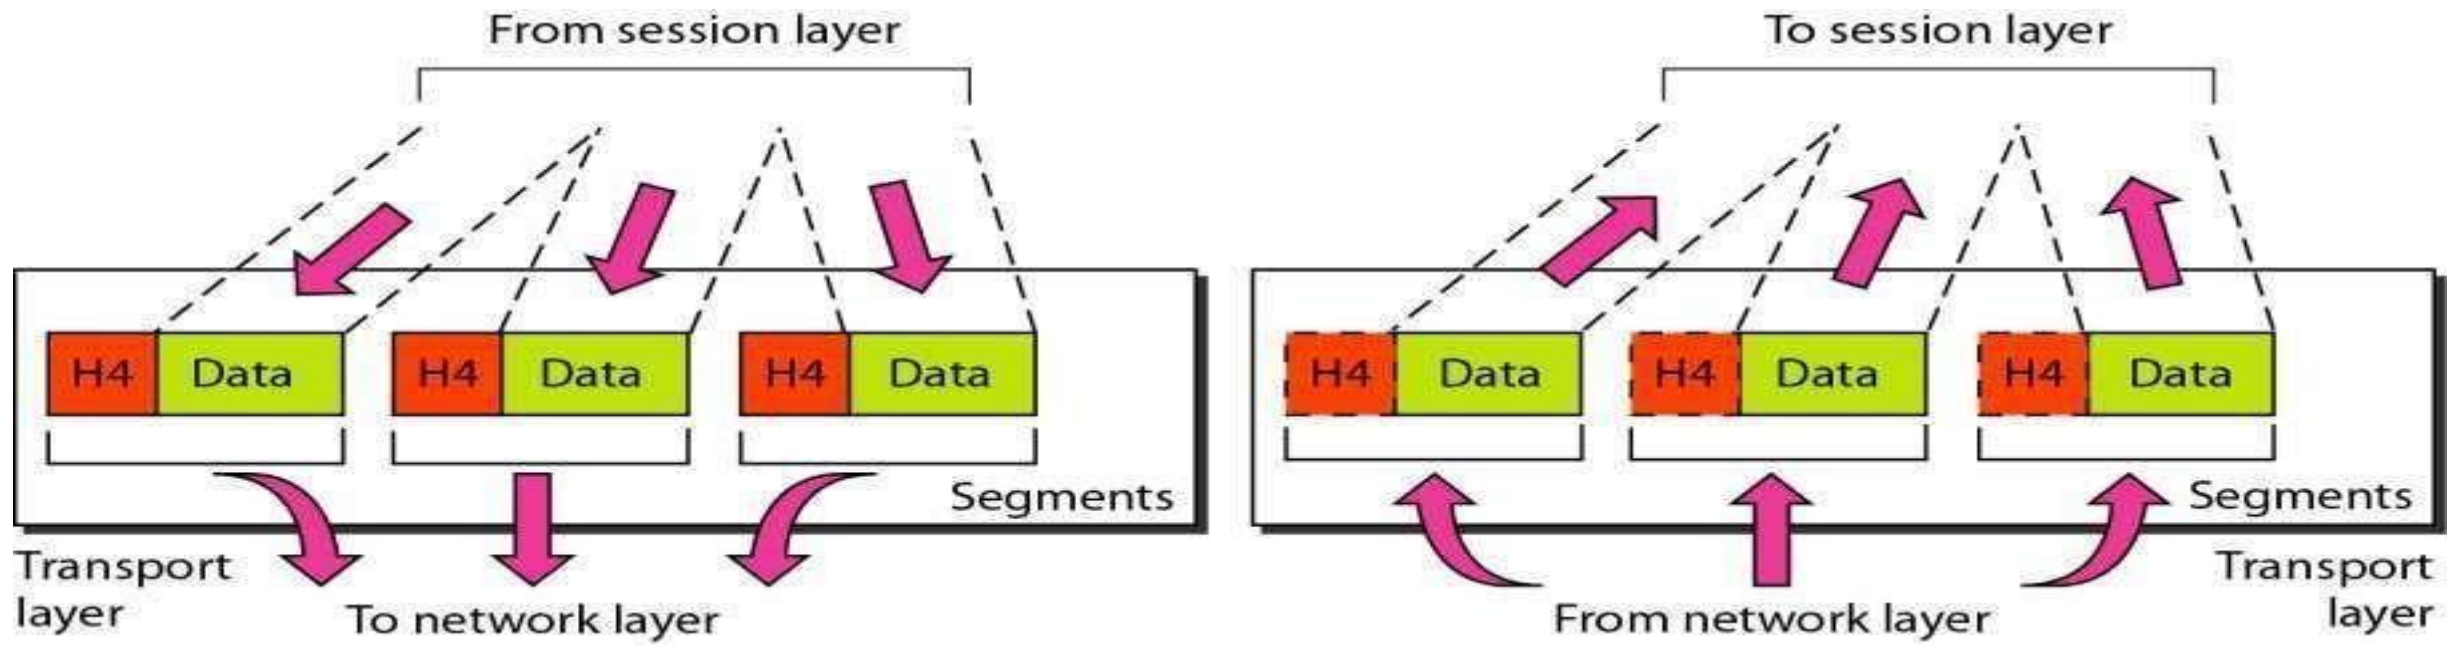 From session layer
H4 Data H4 Data H4 Data
Segments
Transport
layer
To network layer
To session layer
H4 Data H4 Data H4 Data
Segments
From network layer
Transport
layer